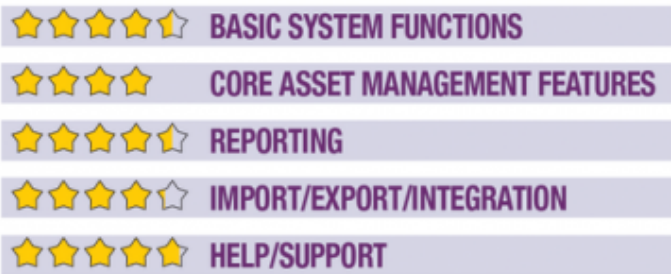 BASIC SYSTEM FUNCTIONS
CORE ASSET MANAGEMENT FEATURES
REPORTING
IMPORT/EXPORT/INTEGRATION
HELP/SUPPORT